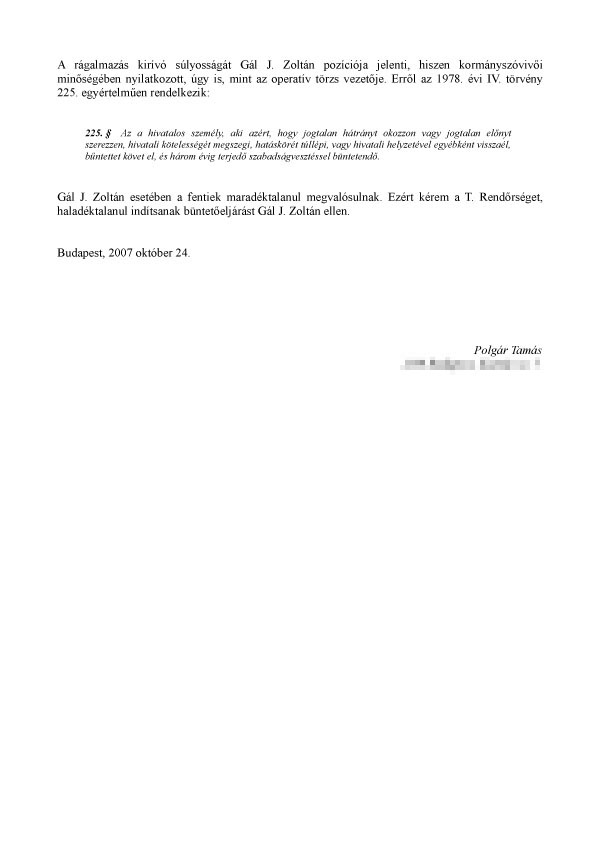 A rágalmazás kirívó súlyosságát Gál J. Zoltán pozíciója jelenti, hiszen kormányszóvivői
minőségében nyilatkozott, úgy is, mint az operatív törzs vezetője. Erről az 1978. évi IV. törvény
225. egyértelműen rendelkezik:
225. § Az a hivatalos személy, aki azért, hogy jogtalan hátrányt okozzon vagy jogtalan előnyt
szerezzen, hivatali kötelességét megszegi, hatáskörét túllépi, vagy hivatali helyzetével egyébként visszaél,
bűntettet követ el, és három évig terjedő szabadságvesztéssel büntetendő.
Gál J. Zoltán esetében a fentiek maradéktalanul megvalósulnak. Ezért kérem a T. Rendőrséget,
haladéktalanul indítsanak büntetőeljárást Gál J. Zoltán ellen.
Budapest, 2007 október 24.
Polgár Tamás